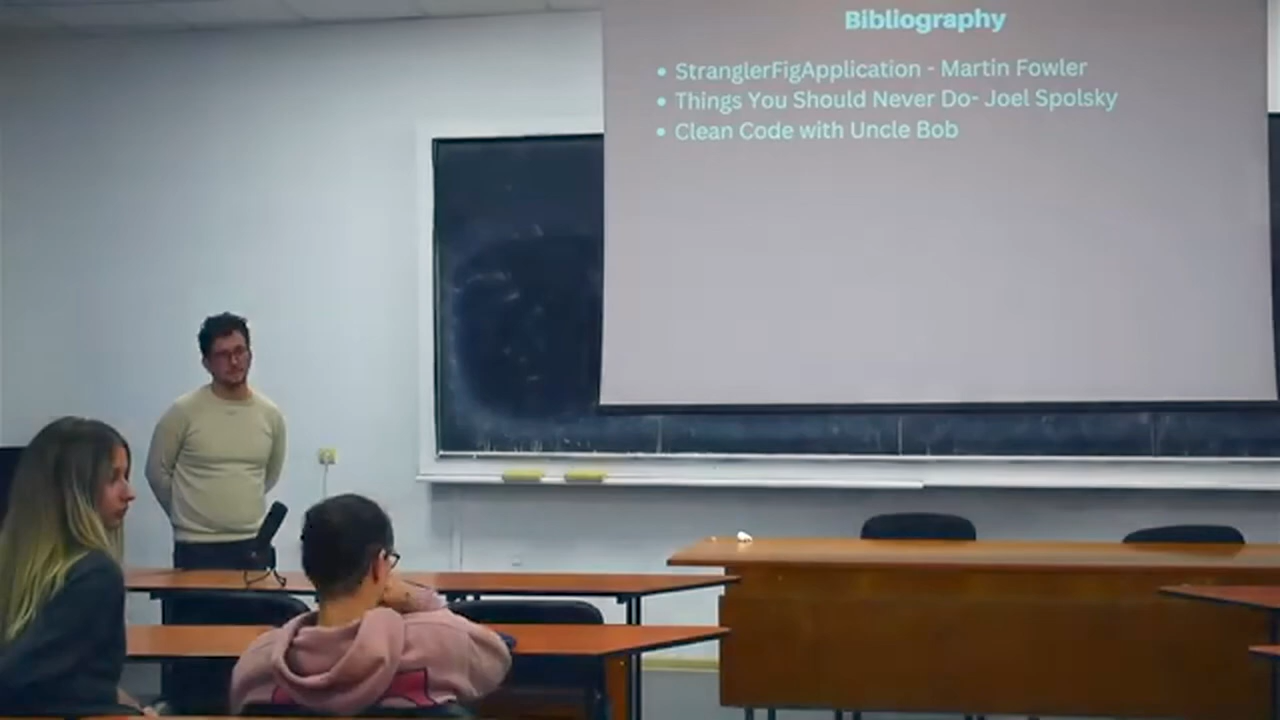 Bibliography
• StranglerFigApplication - Martin Fowler
• Things You Should Never Do- Joel Spolsky
• Clean Code with Uncle Bob